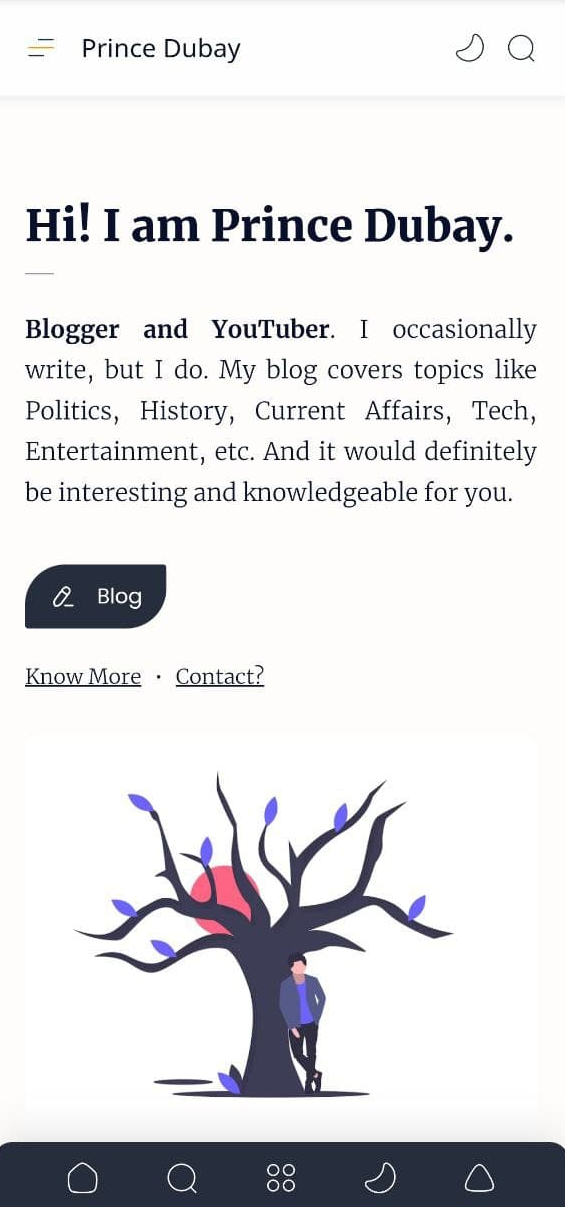 Prince Dubay
Hi! I am Prince Dubay.
Blogger and YouTuber. I occasionally
write, but I do. My blog covers topics like
Politics, History, Current Affairs, Tech,
Entertainment, etc. And it would definitely
be interesting and knowledgeable for you.
Blog
Know More · Contact?